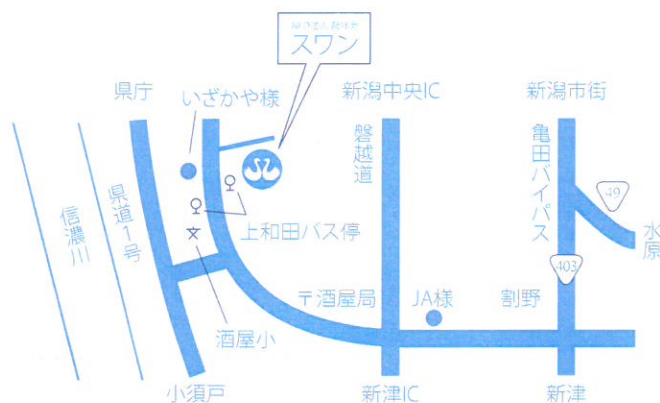 スワン
県庁
いざかや様
新潟中央IC
新潟市街
磐越道
亀田バイパス
49
水原
県道1号
信濃川
上和田バス停
403
文
〒酒屋局
JA様
割野
酒屋小
小須戸
新津IC
新津